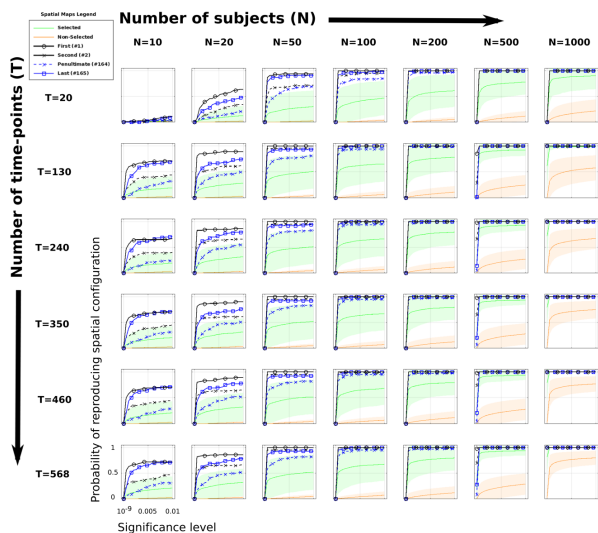 Number of subjects (N)
Spatial Maps Legend
Selected
Non-Selected
First (#1)
Second (#2)
Penultimate (#164)
Last (#165)
N=10 N=20 N=50 N=100 N=200 N=500 N=1000
Number of time-points (T)
T=20
T=130
T=240
T=350
T=460
T=568
Probability of reproducing spatial configuration
1
0.5
0
10-9 0.005 0.01
Significance level